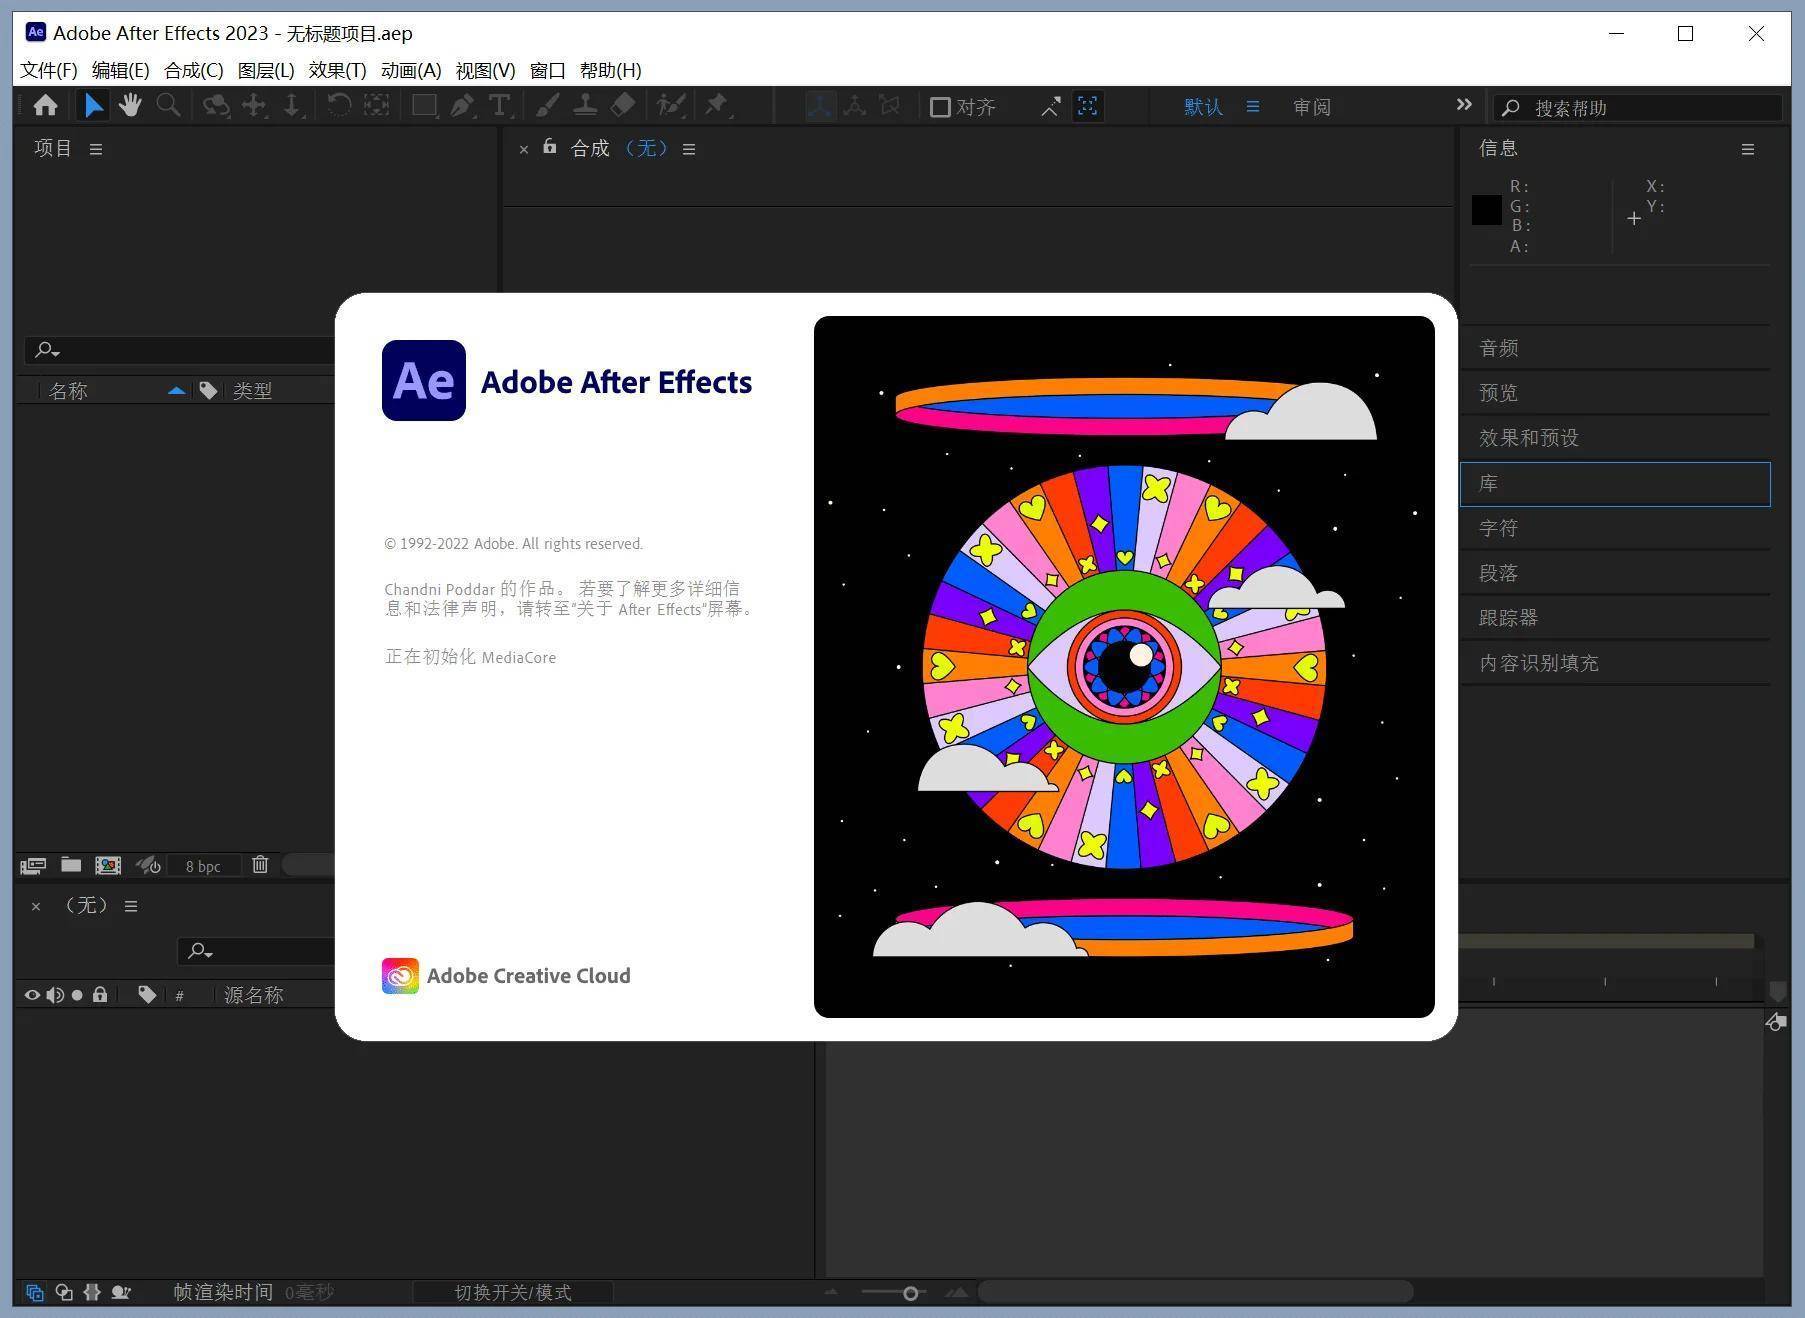 Ae Adobe After Effects 2023 - 无标题项目.aep
文件(F) 编辑(E) 合成(C) 图层(L) 效果(T) 动画(A) 视图(V) 窗口 帮助(H)
对齐 默认 审阅 搜索帮助
项目
× 合成 （无）
信息
R:
G:
B:
A:
X:
Y:
音频
预览
效果和预设
库
字符
段落
跟踪器
内容识别填充
名称 类型
Ae Adobe After Effects
© 1992-2022 Adobe. All rights reserved.
Chandni Poddar 的作品。 若要了解更多详细信
息和法律声明，请转至"关于 After Effects"屏幕。
正在初始化 MediaCore
Adobe Creative Cloud
8 bpc
× （无）
# 源名称
帧渲染时间 0毫秒 切换开关/模式